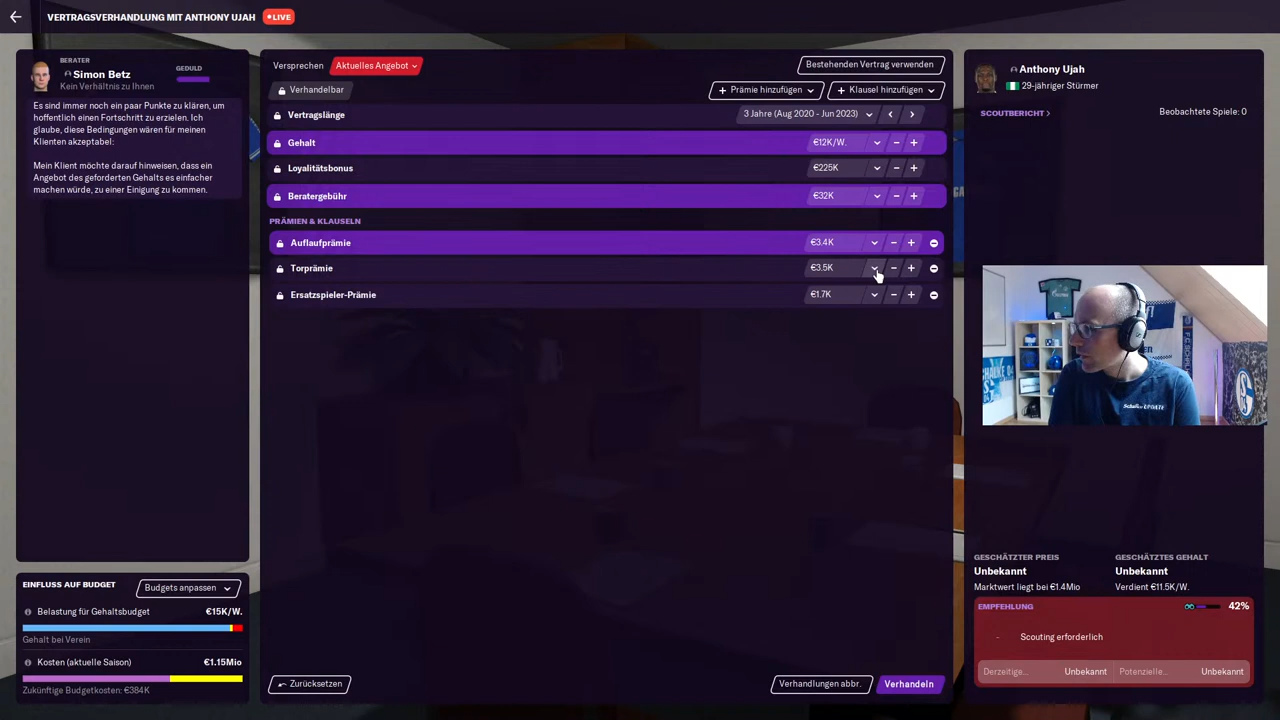 VERTRAGSVERHANDLUNG MIT ANTHONY UJAH
LIVE
BERATER
Simon Betz
Kein Verhältnis zu Ihnen
GEDULD
Es sind immer noch ein paar Punkte zu klären, um
hoffentlich einen Fortschritt zu erzielen. Ich
glaube, diese Bedingungen wären für meinen
Klienten akzeptabel:
Mein Klient möchte darauf hinweisen, dass ein
Angebot des geforderten Gehalts es einfacher
machen würde, zu einer Einigung zu kommen.
EINFLUSS AUF BUDGET
Budgets anpassen
Belastung für Gehaltsbudget €15K/W.
Gehalt bei Verein
Kosten (aktuelle Saison) €1.15Mio
Zukünftige Budgetkosten: €384K
Versprechen
Aktuelles Angebot
Bestehenden Vertrag verwenden
Verhandelbar
+ Prämie hinzufügen
+ Klausel hinzufügen
Vertragslänge 3 Jahre (Aug 2020 - Jun 2023)
Gehalt €12K/W.
Loyalitätsbonus €225K
Beratergebühr €32K
PRÄMIEN & KLAUSELN
Auflaufprämie €3.4K
Torprämie €3.5K
Ersatzspieler-Prämie €1.7K
Zurücksetzen
Verhandlungen abbr.
Verhandeln
Anthony Ujah
29-jähriger Stürmer
SCOUTBERICHT >
Beobachtete Spiele: 0
Schalke UPDATE
GESCHÄTZTER PREIS
Unbekannt
Marktwert liegt bei €1.4Mio
GESCHÄTZTES GEHALT
Unbekannt
Verdient €11.5K/W.
EMPFEHLUNG
42%
- Scouting erforderlich
Derzeitige... Unbekannt
Potenzielle... Unbekannt